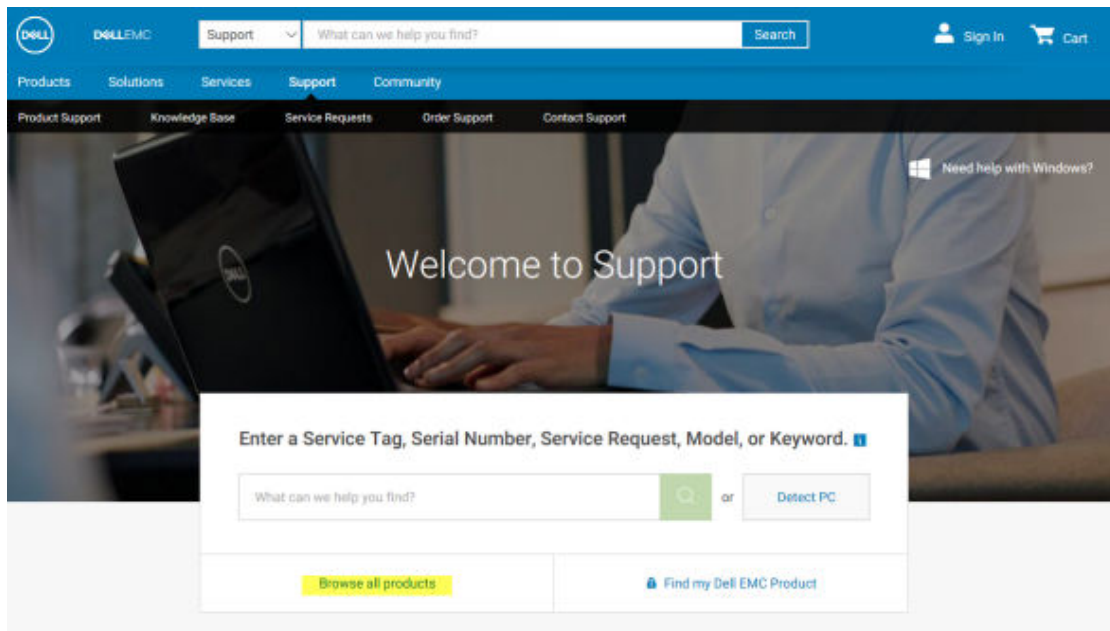 DELL
DELLEMC
Support
What can we help you find?
Search
Sign In
Cart
Products
Solutions
Services
Support
Community
Product Support
Knowledge Base
Service Requests
Order Support
Contact Support
Need help with Windows?
DELL
Welcome to Support
Enter a Service Tag, Serial Number, Service Request, Model, or Keyword.
What can we help you find?
or
Detect PC
Browse all products
Find my Dell EMC Product